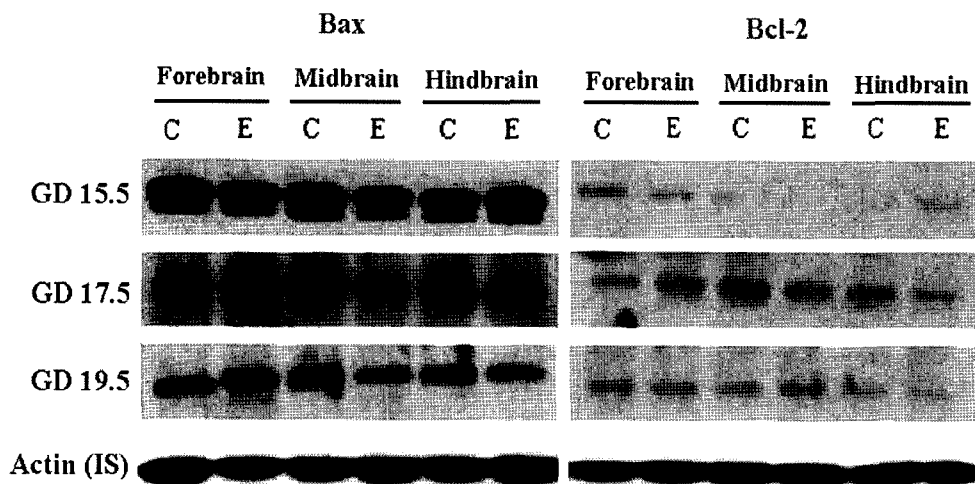 Bax Bcl-2
Forebrain Midbrain Hindbrain Forebrain Midbrain Hindbrain
C E C E C E C E C E C E
GD 15.5
GD 17.5
GD 19.5
Actin (IS)